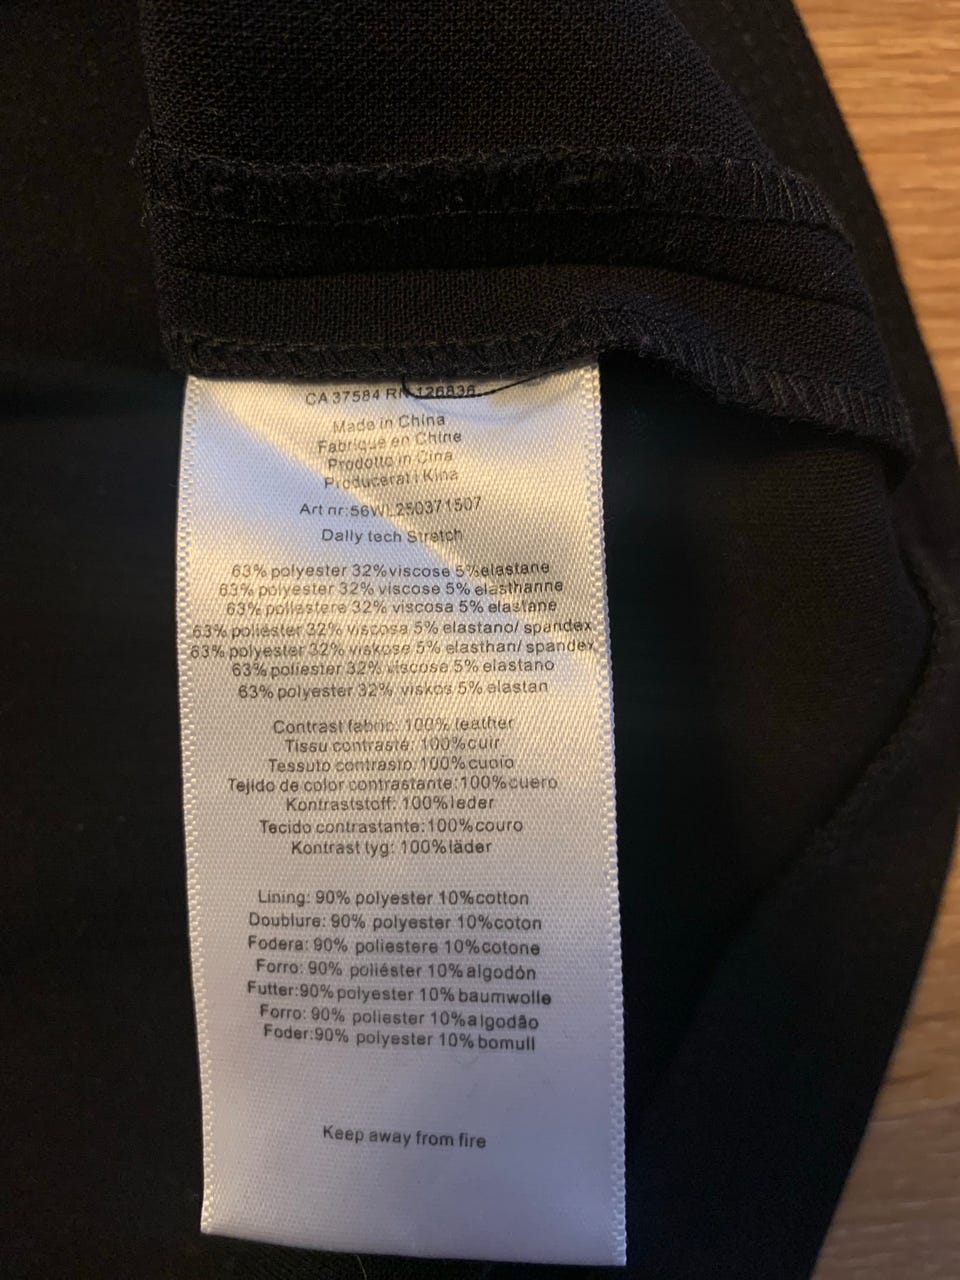 CA 37584 RN 126836
Made in China
Fabriqué en Chine
Prodotto in Cina
Producerat i Kina
Art nr:56WL250371507
Dally tech Stretch
63% polyester 32%viscose 5%elastane
63% polyester 32% viscose 5% elasthanne
63% poliestere 32% viscosa 5% elastane
63% poliéster 32% viscosa 5% elastano/ spandex
63% polyester 32% viskose 5% elasthan/ spandex
63% poliester 32% viscose 5% elastano
63% polyester 32% viskos 5% elastan
Contrast fabric: 100% leather
Tissu contraste: 100%cuir
Tessuto contrasto: 100%cuoio
Tejido de color contrastante:100%cuero
Kontraststoff: 100%leder
Tecido contrastante:100%couro
Kontrast tyg: 100%läder
Lining: 90% polyester 10%cotton
Doublure: 90% polyester 10%coton
Fodera: 90% poliestere 10%cotone
Forro: 90% poliéster 10%algodón
Futter:90%polyester 10%baumwolle
Forro: 90% poliester 10%algodão
Foder:90% polyester 10%bomull
Keep away from fire